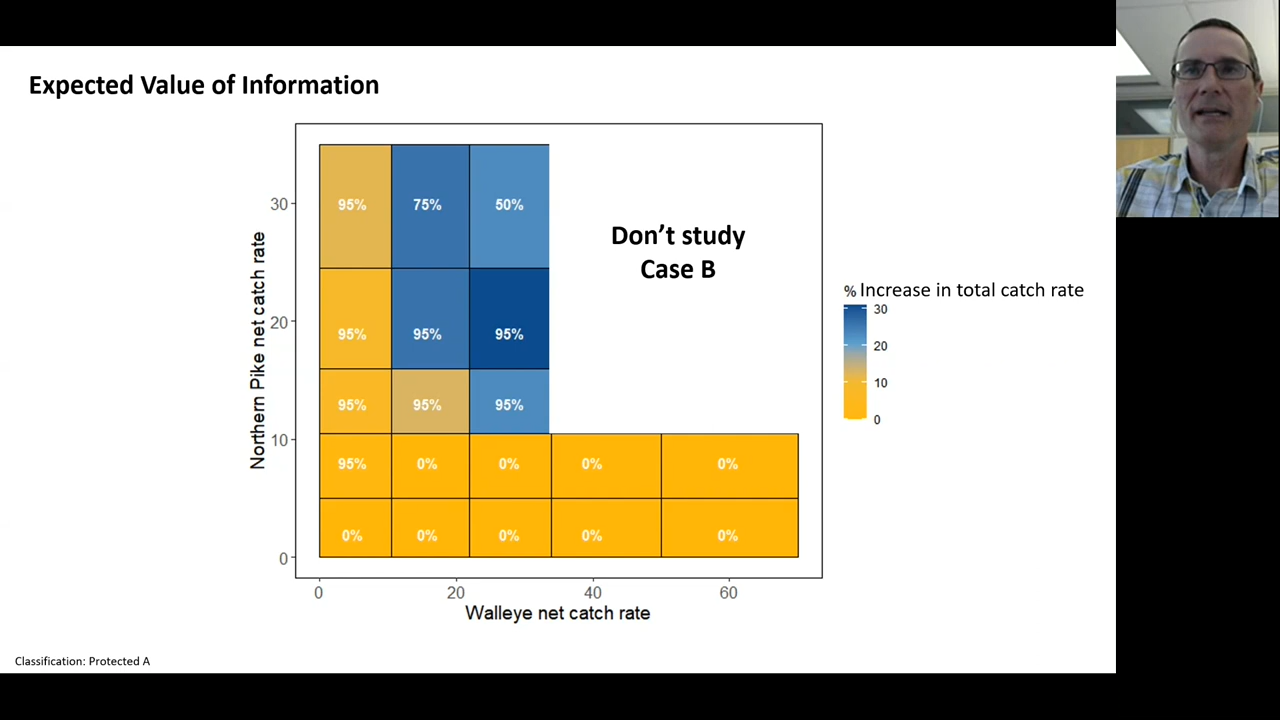 Expected Value of Information
Northern Pike net catch rate
30
20
10
0
95% 75% 50%
95% 95% 95%
95% 95% 95%
95% 0% 0% 0% 0%
0% 0% 0% 0% 0%
Don’t study
Case B
0 20 40 60
Walleye net catch rate
% Increase in total catch rate
30
20
10
0
Classification: Protected A